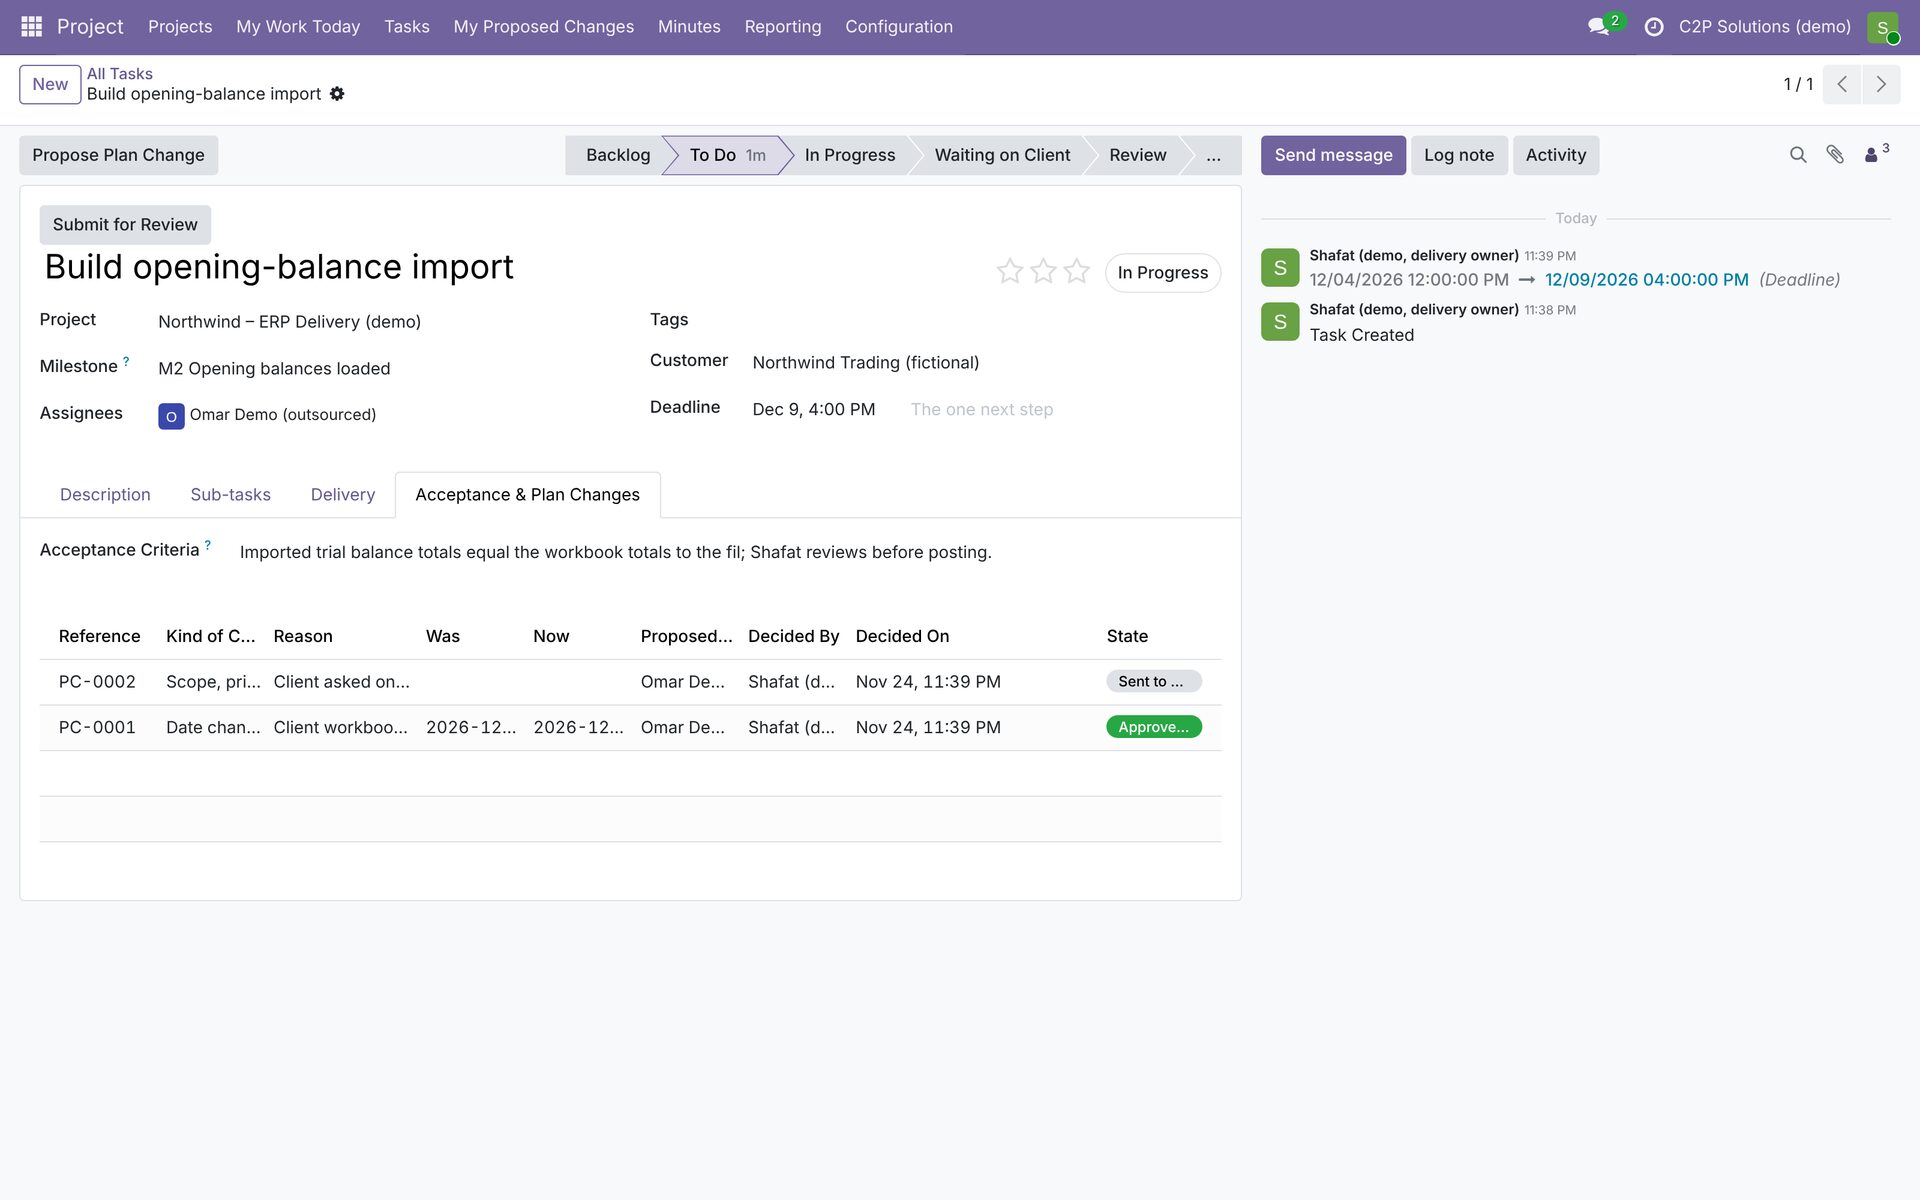 Project Projects My Work Today Tasks My Proposed Changes Minutes Reporting Configuration 2 C2P Solutions (demo) S
New All Tasks
Build opening-balance import 1 / 1
Propose Plan Change Backlog To Do 1m In Progress Waiting on Client Review ... Send message Log note Activity 3
Submit for Review
Build opening-balance import In Progress
Project Northwind – ERP Delivery (demo) Tags
Milestone ? M2 Opening balances loaded Customer Northwind Trading (fictional)
Assignees O Omar Demo (outsourced) Deadline Dec 9, 4:00 PM The one next step
Description Sub-tasks Delivery Acceptance & Plan Changes
Acceptance Criteria ? Imported trial balance totals equal the workbook totals to the fil; Shafat reviews before posting.
Reference Kind of C... Reason Was Now Proposed... Decided By Decided On State
PC-0002 Scope, pri... Client asked on... Omar De... Shafat (d... Nov 24, 11:39 PM Sent to ...
PC-0001 Date chan... Client workboo... 2026-12... 2026-12... Omar De... Shafat (d... Nov 24, 11:39 PM Approve...
Today
S Shafat (demo, delivery owner) 11:39 PM
12/04/2026 12:00:00 PM → 12/09/2026 04:00:00 PM (Deadline)
S Shafat (demo, delivery owner) 11:38 PM
Task Created